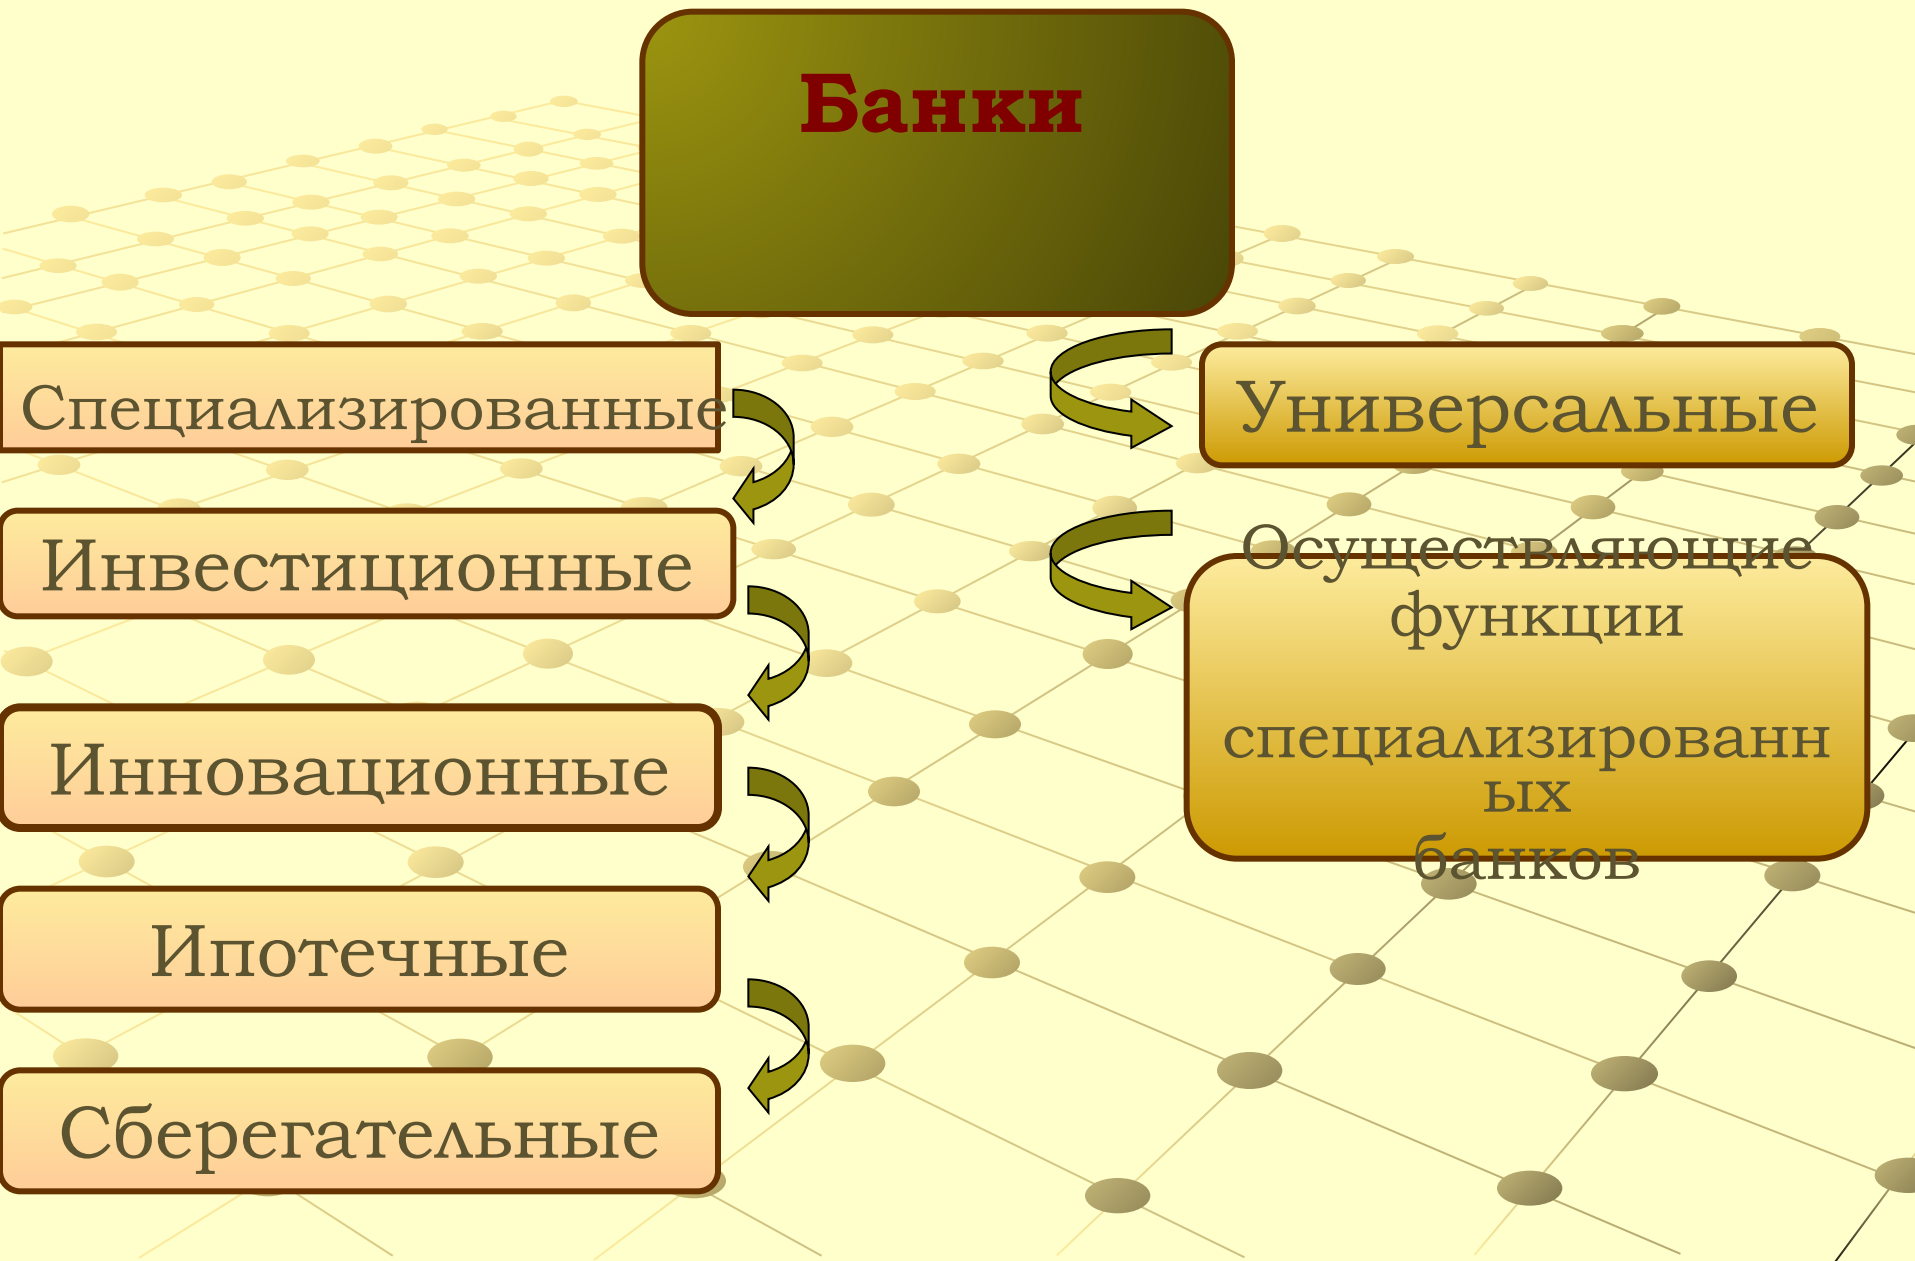 Банки
Специализированные
Инвестиционные
Инновационные
Ипотечные
Сберегательные
Универсальные
Осуществляющие
функции
специализированн
ых
банков